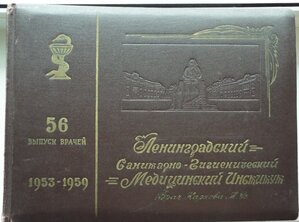 56
ВЫПУСК ВРАЧЕЙ
1953-1959
Ленинградский
Санитарно-Гигиенический
Медицинский Институт